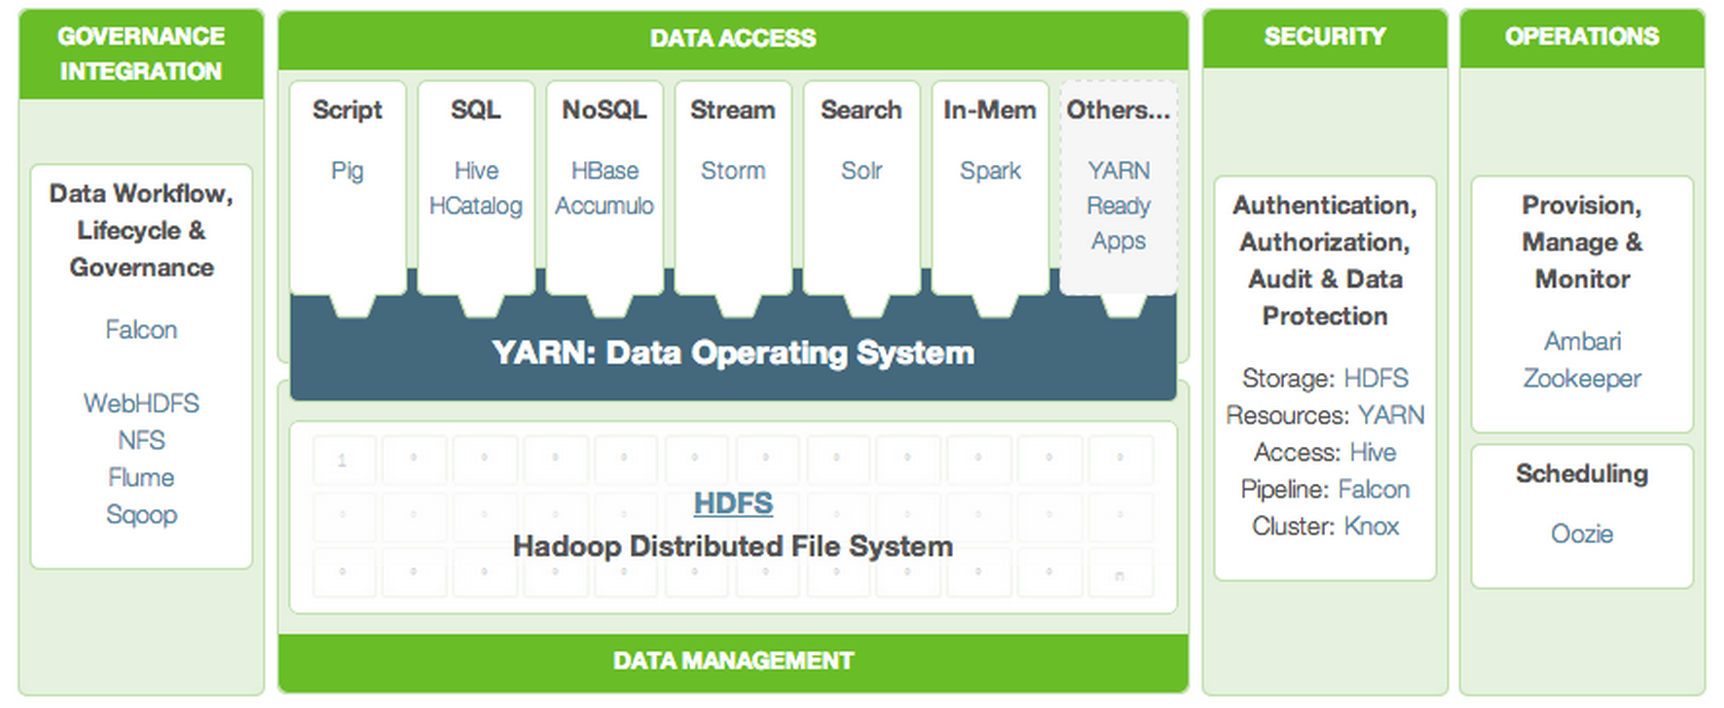 GOVERNANCE
INTEGRATION
Data Workflow,
Lifecycle &
Governance
Falcon
WebHDFS
NFS
Flume
Sqoop
DATA ACCESS
Script
Pig
SQL
Hive
HCatalog
NoSQL
HBase
Accumulo
Stream
Storm
Search
Solr
In-Mem
Spark
Others...
YARN
Ready
Apps
YARN: Data Operating System
1
HDFS
Hadoop Distributed File System
n
DATA MANAGEMENT
SECURITY
Authentication,
Authorization,
Audit & Data
Protection
Storage: HDFS
Resources: YARN
Access: Hive
Pipeline: Falcon
Cluster: Knox
OPERATIONS
Provision,
Manage &
Monitor
Ambari
Zookeeper
Scheduling
Oozie